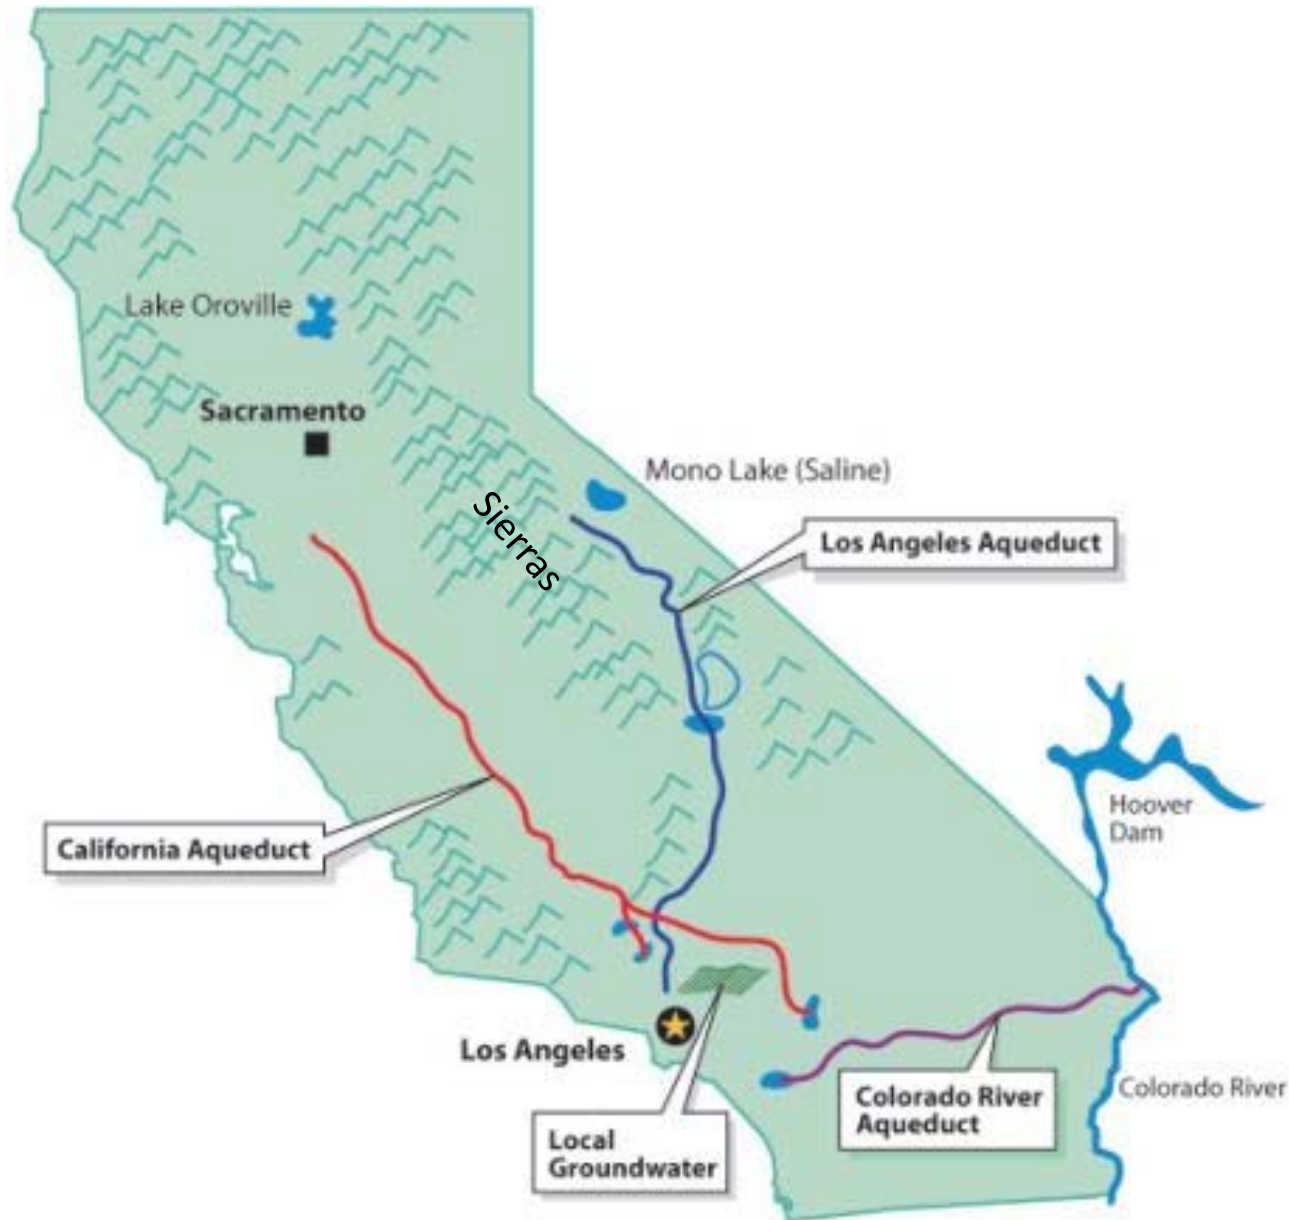 Lake Oroville
Sacramento
Mono Lake (Saline)
Sierras
Los Angeles Aqueduct
Hoover
Dam
California Aqueduct
Los Angeles
Colorado River
Colorado River
Aqueduct
Local
Groundwater